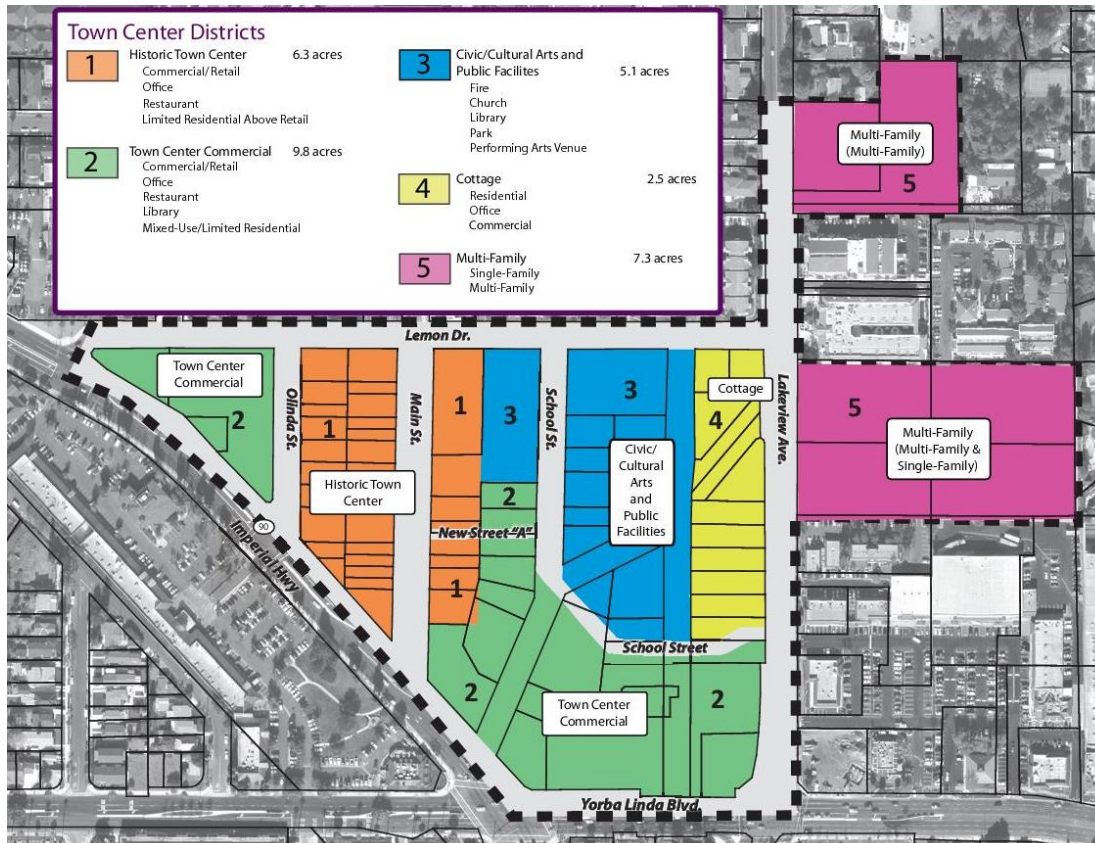 Town Center Districts
1
Historic Town Center 6.3 acres
Commercial/Retail
Office
Restaurant
Limited Residential Above Retail
2
Town Center Commercial 9.8 acres
Commercial/Retail
Office
Restaurant
Library
Mixed-Use/Limited Residential
3
Civic/Cultural Arts and
Public Facilites 5.1 acres
Fire
Church
Library
Park
Performing Arts Venue
4
Cottage 2.5 acres
Residential
Office
Commercial
5
Multi-Family 7.3 acres
Single-Family
Multi-Family
Multi-Family
(Multi-Family)
5
Lemon Dr.
Town Center
Commercial
2
Olinda St.
1
Main St.
1
3
School St.
3
Cottage
4
Lakeview Ave.
5
Multi-Family
(Multi-Family &
Single-Family)
Historic Town
Center
Civic/
Cultural
Arts
and
Public
Facilities
2
New Street "A"
90
Imperial Hwy
1
School Street
2
Town Center
Commercial
2
Yorba Linda Blvd.